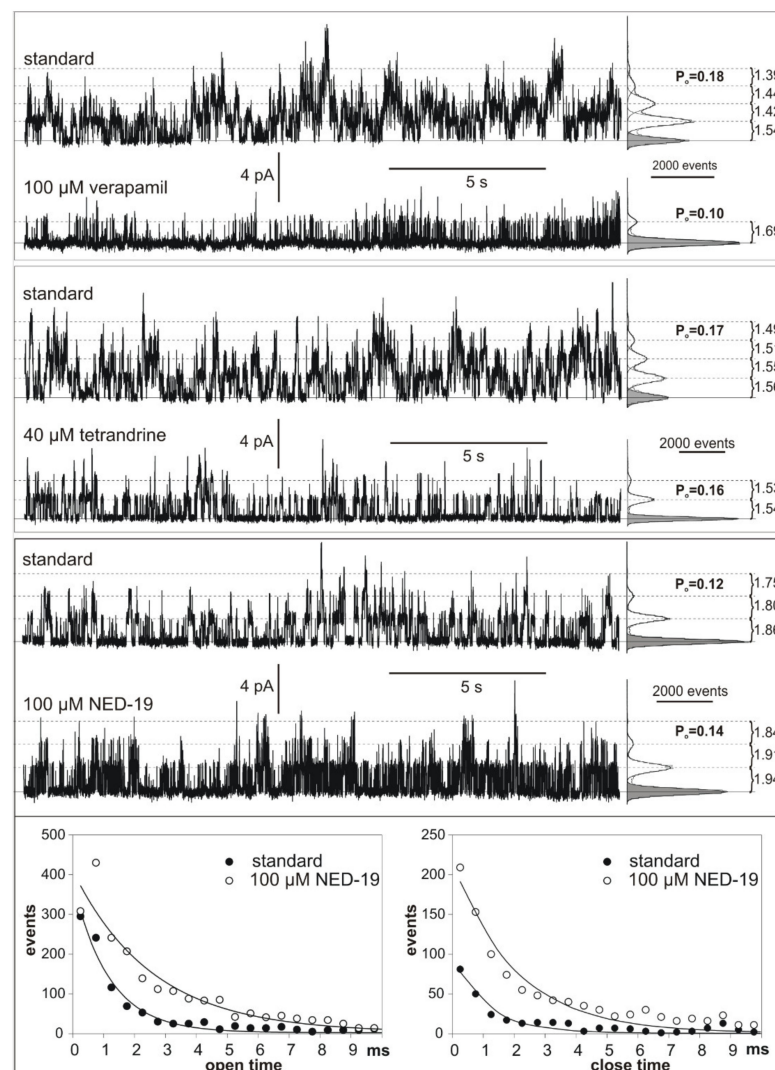 standard
P₀=0.18
1.39
1.44
1.42
1.54
4 pA
5 s
2000 events
100 µM verapamil
P₀=0.10
1.69
standard
P₀=0.17
1.49
1.51
1.55
1.56
40 µM tetrandrine
4 pA
5 s
2000 events
P₀=0.16
1.53
1.54
standard
P₀=0.12
1.75
1.80
1.86
100 µM NED-19
4 pA
5 s
2000 events
P₀=0.14
1.84
1.91
1.94
500
400
300
200
100
0
events
standard
100 µM NED-19
0 1 2 3 4 5 6 7 8 9 ms
open time
250
200
150
100
50
0
events
standard
100 µM NED-19
0 1 2 3 4 5 6 7 8 9 ms
close time